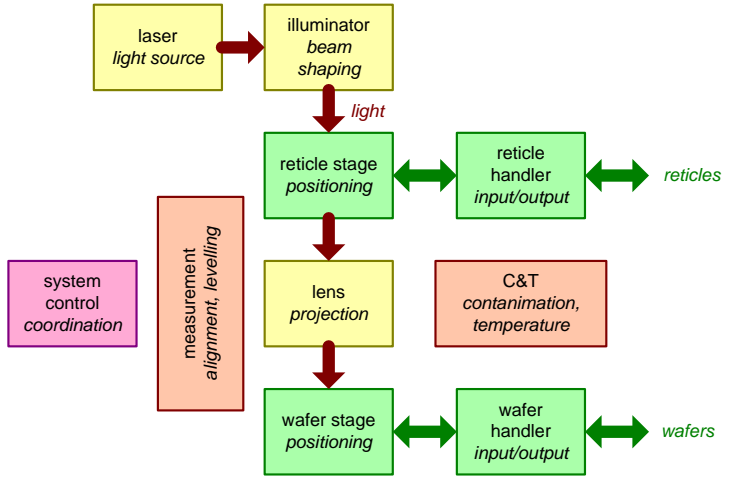 laser
light source
illuminator
beam
shaping
light
reticle stage
positioning
reticle
handler
input/output
reticles
measurement
alignment, levelling
system
control
coordination
lens
projection
C&T
contanimation,
temperature
wafer stage
positioning
wafer
handler
input/output
wafers